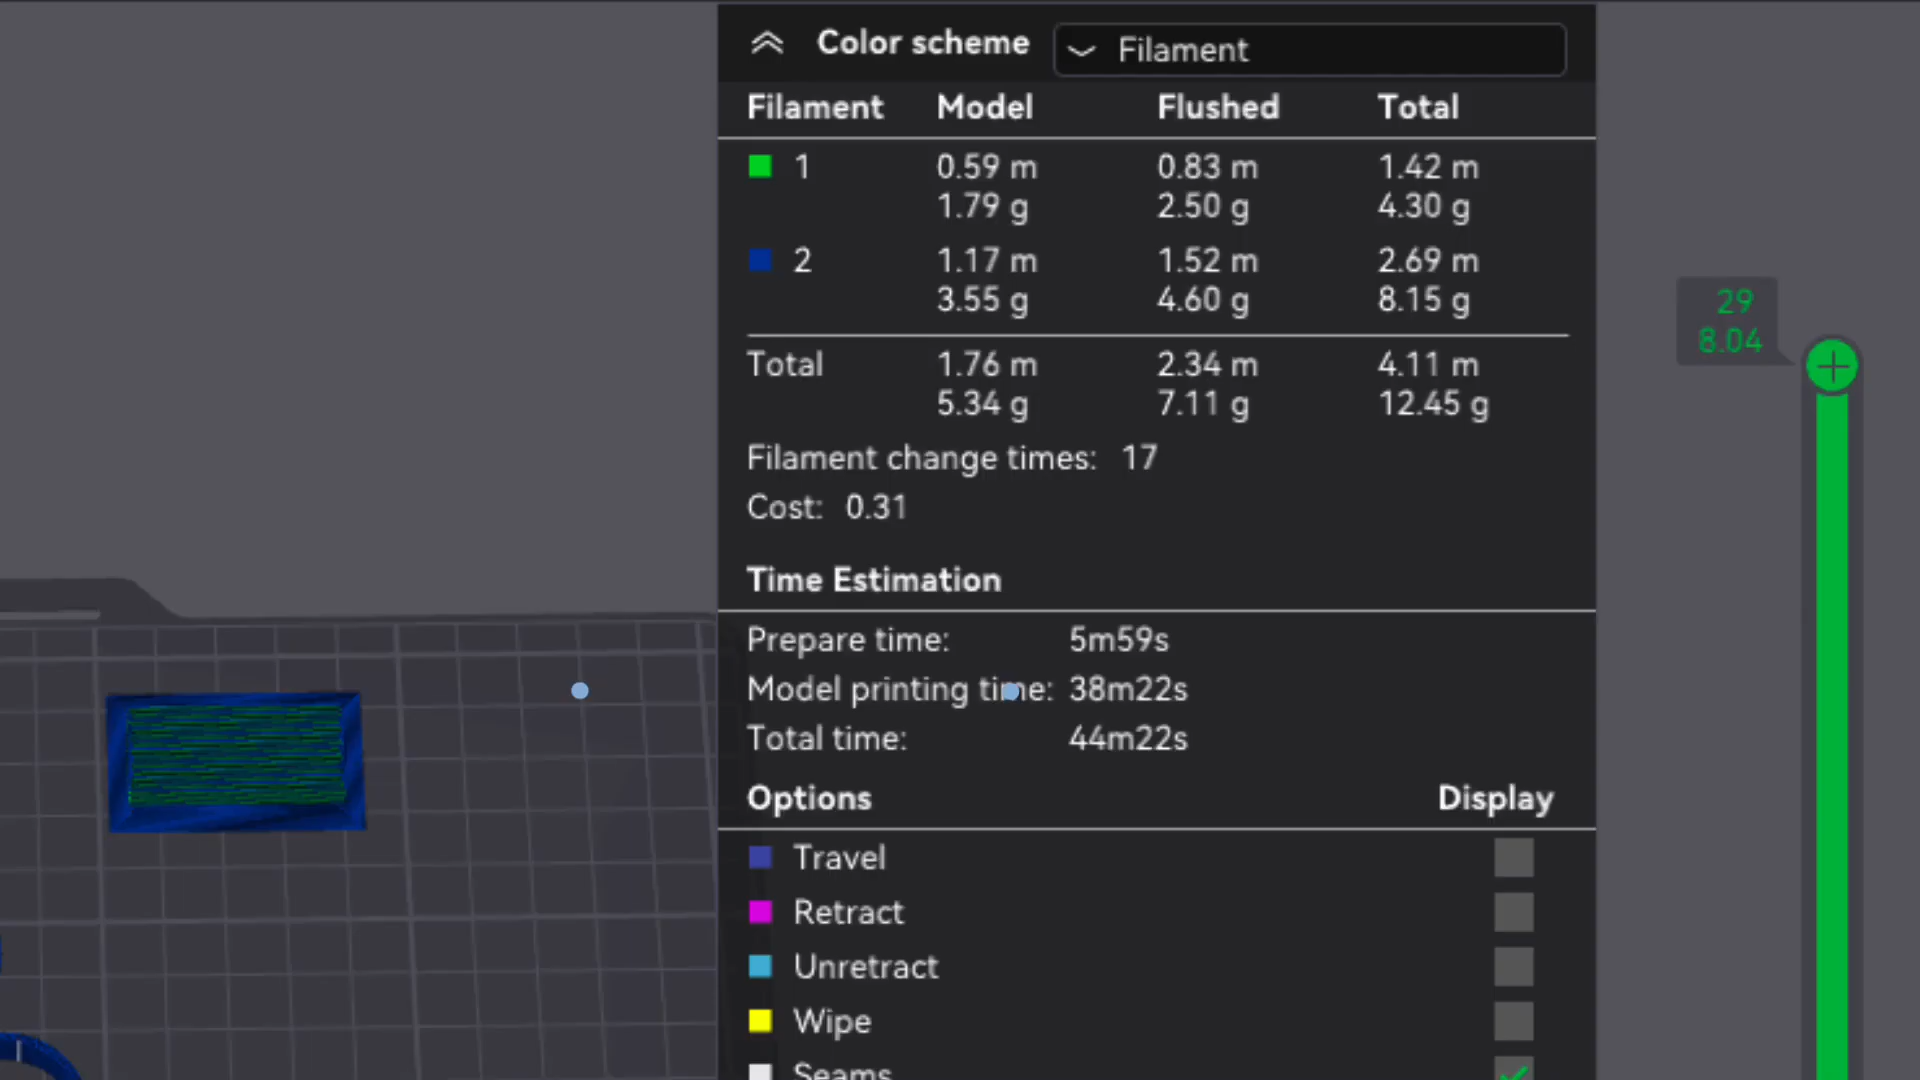 Color scheme Filament
Filament Model Flushed Total
1 0.59 m 0.83 m 1.42 m
1.79 g 2.50 g 4.30 g
2 1.17 m 1.52 m 2.69 m
3.55 g 4.60 g 8.15 g
Total 1.76 m 2.34 m 4.11 m
5.34 g 7.11 g 12.45 g
Filament change times: 17
Cost: 0.31
Time Estimation
Prepare time: 5m59s
Model printing time: 38m22s
Total time: 44m22s
Options Display
Travel
Retract
Unretract
Wipe
Seams
29
8.04